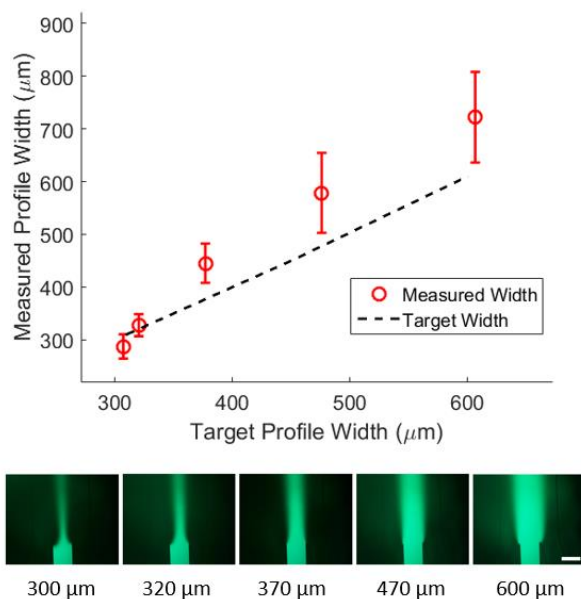 900
800
700
600
500
400
300
Measured Profile Width (μm)
Measured Width
Target Width
300 400 500 600
Target Profile Width (μm)
300 μm 320 μm 370 μm 470 μm 600 μm